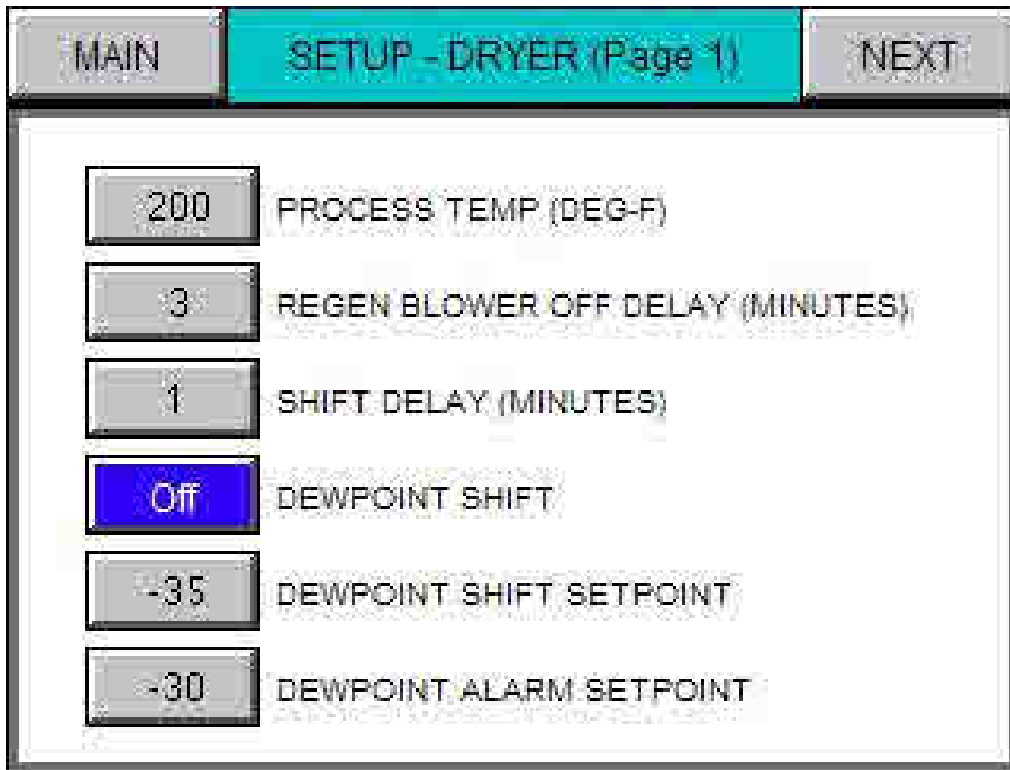 MAIN
SETUP - DRYER (Page 1)
NEXT
200 PROCESS TEMP (DEG-F)
3 REGEN BLOWER OFF DELAY (MINUTES)
1 SHIFT DELAY (MINUTES)
Off DEWPOINT SHIFT
-35 DEWPOINT SHIFT SETPOINT
-30 DEWPOINT ALARM SETPOINT